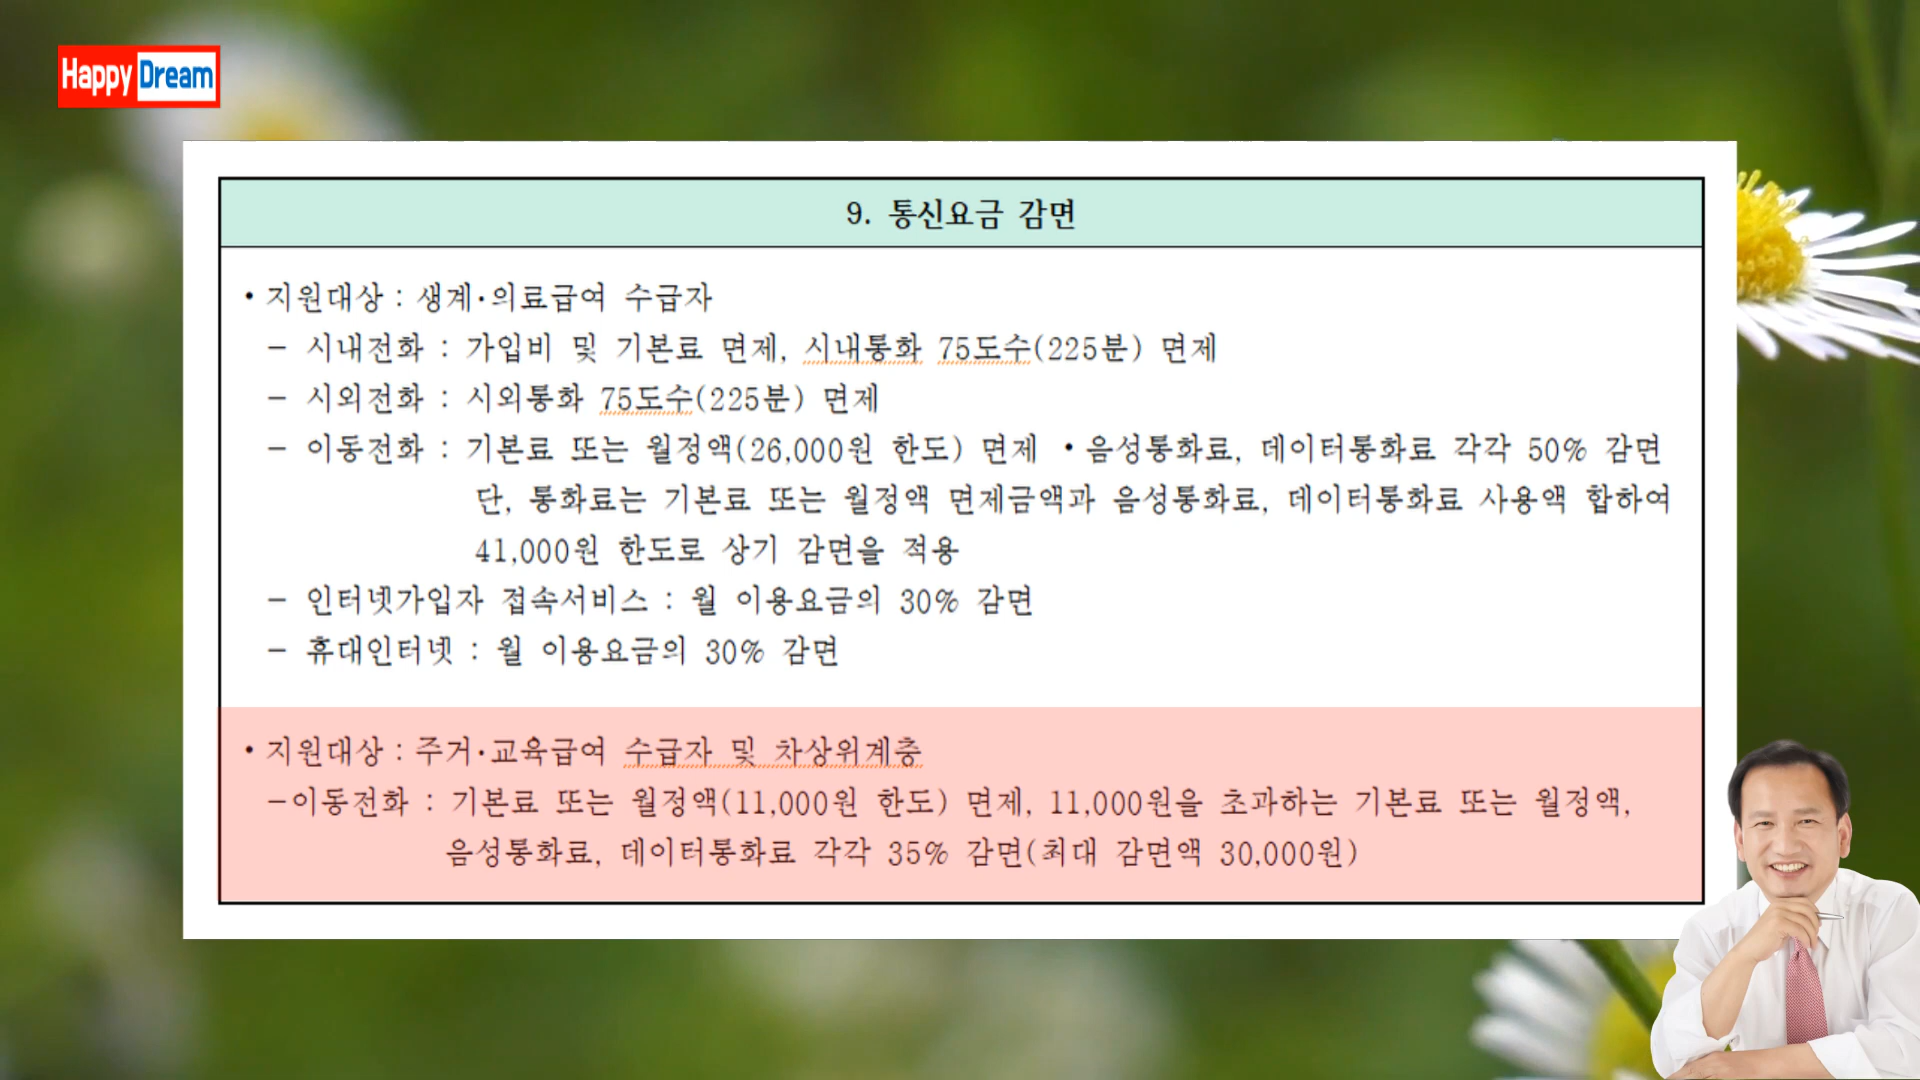 Happy Dream
9. 통신요금 감면
• 지원대상 : 생계·의료급여 수급자
- 시내전화 : 가입비 및 기본료 면제, 시내통화 75도수(225분) 면제
- 시외전화 : 시외통화 75도수(225분) 면제
- 이동전화 : 기본료 또는 월정액(26,000원 한도) 면제 •음성통화료, 데이터통화료 각각 50% 감면
단, 통화료는 기본료 또는 월정액 면제금액과 음성통화료, 데이터통화료 사용액 합하여
41,000원 한도로 상기 감면을 적용
- 인터넷가입자 접속서비스 : 월 이용요금의 30% 감면
- 휴대인터넷 : 월 이용요금의 30% 감면
• 지원대상 : 주거·교육급여 수급자 및 차상위계층
-이동전화 : 기본료 또는 월정액(11,000원 한도) 면제, 11,000원을 초과하는 기본료 또는 월정액,
음성통화료, 데이터통화료 각각 35% 감면(최대 감면액 30,000원)